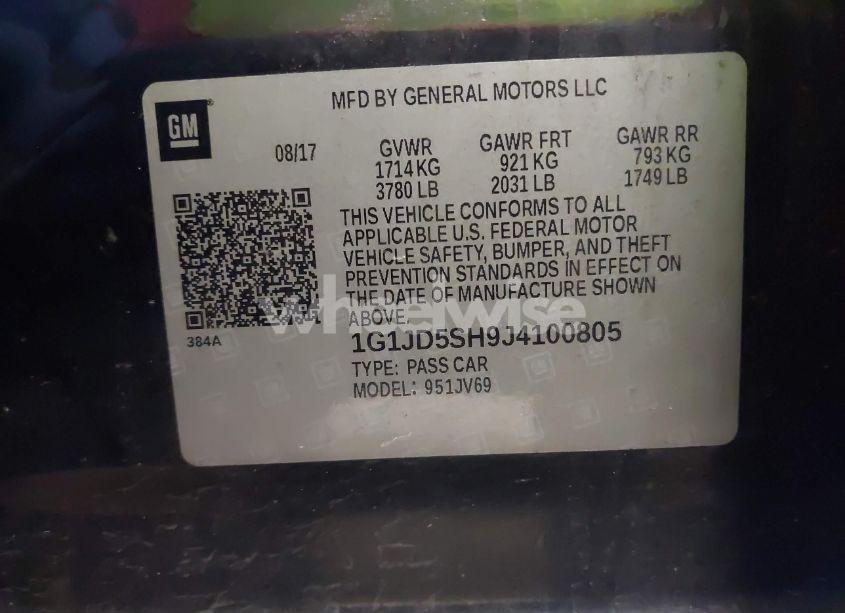 MFD BY GENERAL MOTORS LLC
GM®
08/17
GVWR GAWR FRT GAWR RR
1714 KG 921 KG 793 KG
3780 LB 2031 LB 1749 LB
THIS VEHICLE CONFORMS TO ALL
APPLICABLE U.S. FEDERAL MOTOR
VEHICLE SAFETY, BUMPER, AND THEFT
PREVENTION STANDARDS IN EFFECT ON
THE DATE OF MANUFACTURE SHOWN
ABOVE.
wheelwise
384A
1G1JD5SH9J4100805
TYPE: PASS CAR
MODEL: 951JV69